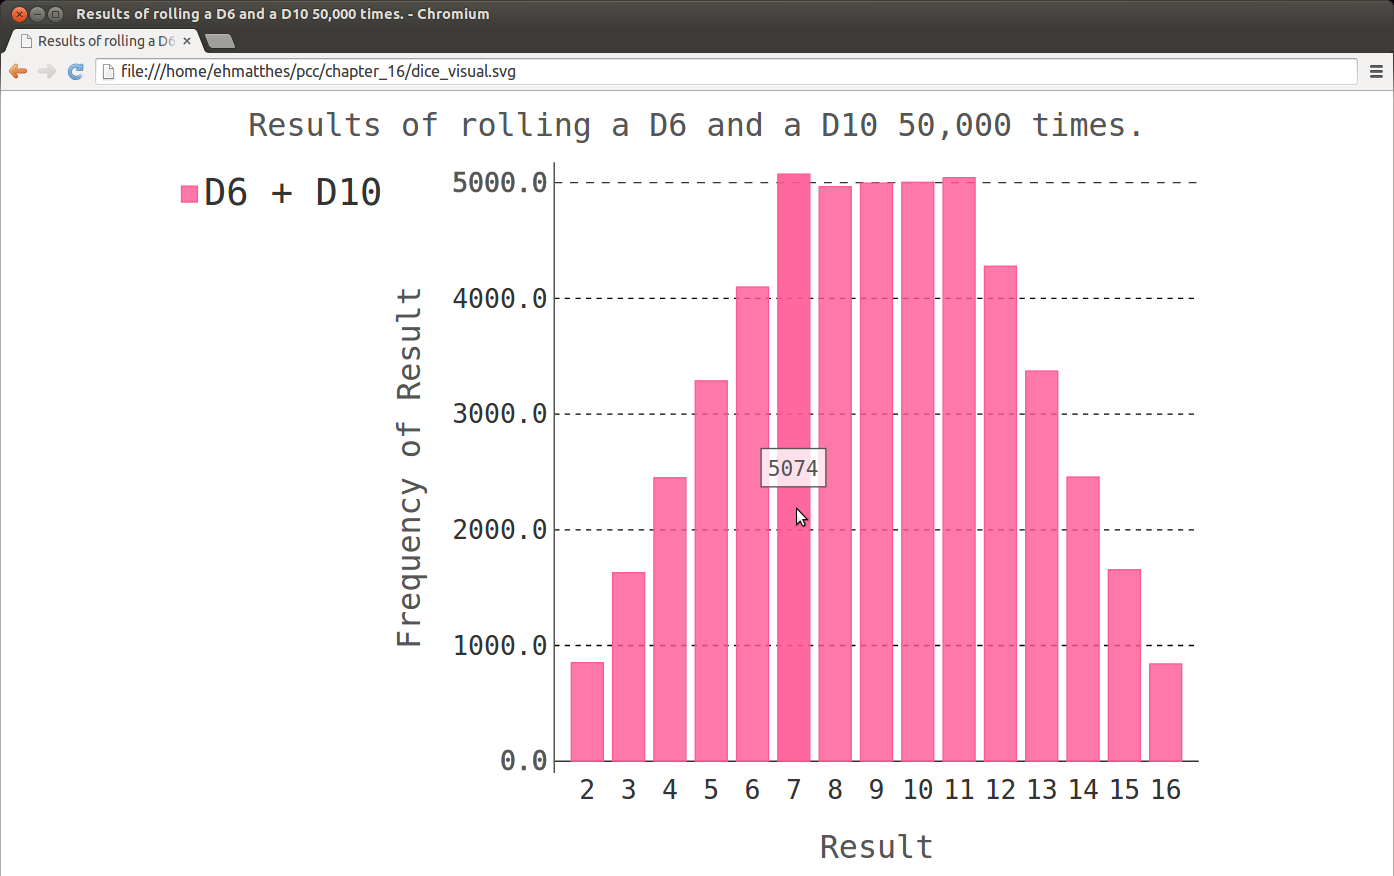 Results of rolling a D6 and a D10 50,000 times. - Chromium
Results of rolling a D6
file:///home/ehmatthes/pcc/chapter_16/dice_visual.svg
Results of rolling a D6 and a D10 50,000 times.
D6 + D10
Frequency of Result
5000.0
4000.0
3000.0
2000.0
1000.0
0.0
5074
2 3 4 5 6 7 8 9 10 11 12 13 14 15 16
Result